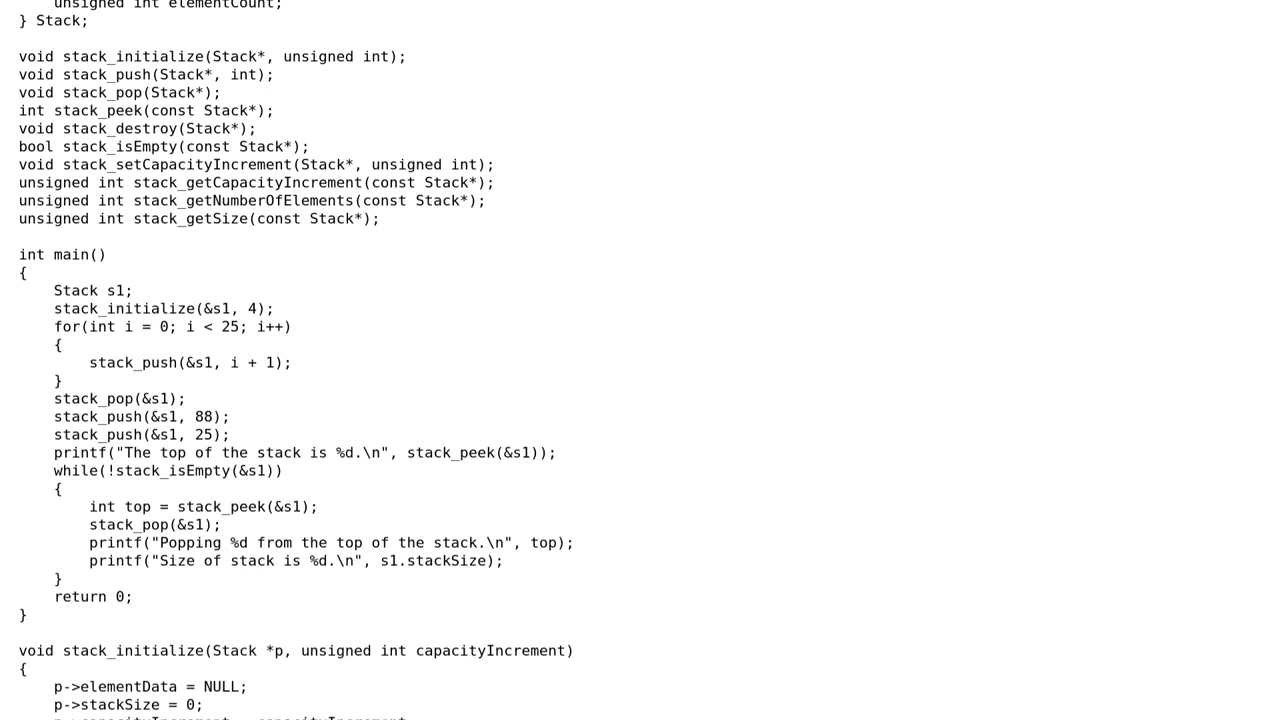 unsigned int elementCount;
} Stack;

void stack_initialize(Stack*, unsigned int);
void stack_push(Stack*, int);
void stack_pop(Stack*);
int stack_peek(const Stack*);
void stack_destroy(Stack*);
bool stack_isEmpty(const Stack*);
void stack_setCapacityIncrement(Stack*, unsigned int);
unsigned int stack_getCapacityIncrement(const Stack*);
unsigned int stack_getNumberOfElements(const Stack*);
unsigned int stack_getSize(const Stack*);

int main()
{
    Stack s1;
    stack_initialize(&s1, 4);
    for(int i = 0; i < 25; i++)
    {
        stack_push(&s1, i + 1);
    }
    stack_pop(&s1);
    stack_push(&s1, 88);
    stack_push(&s1, 25);
    printf("The top of the stack is %d.\n", stack_peek(&s1));
    while(!stack_isEmpty(&s1))
    {
        int top = stack_peek(&s1);
        stack_pop(&s1);
        printf("Popping %d from the top of the stack.\n", top);
        printf("Size of stack is %d.\n", s1.stackSize);
    }
    return 0;
}

void stack_initialize(Stack *p, unsigned int capacityIncrement)
{
    p->elementData = NULL;
    p->stackSize = 0;